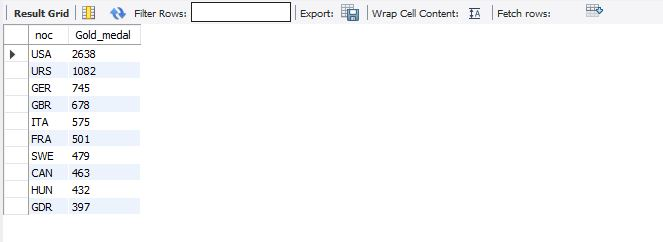 Result Grid Filter Rows: Export: Wrap Cell Content: Fetch rows:
noc Gold_medal
USA 2638
URS 1082
GER 745
GBR 678
ITA 575
FRA 501
SWE 479
CAN 463
HUN 432
GDR 397